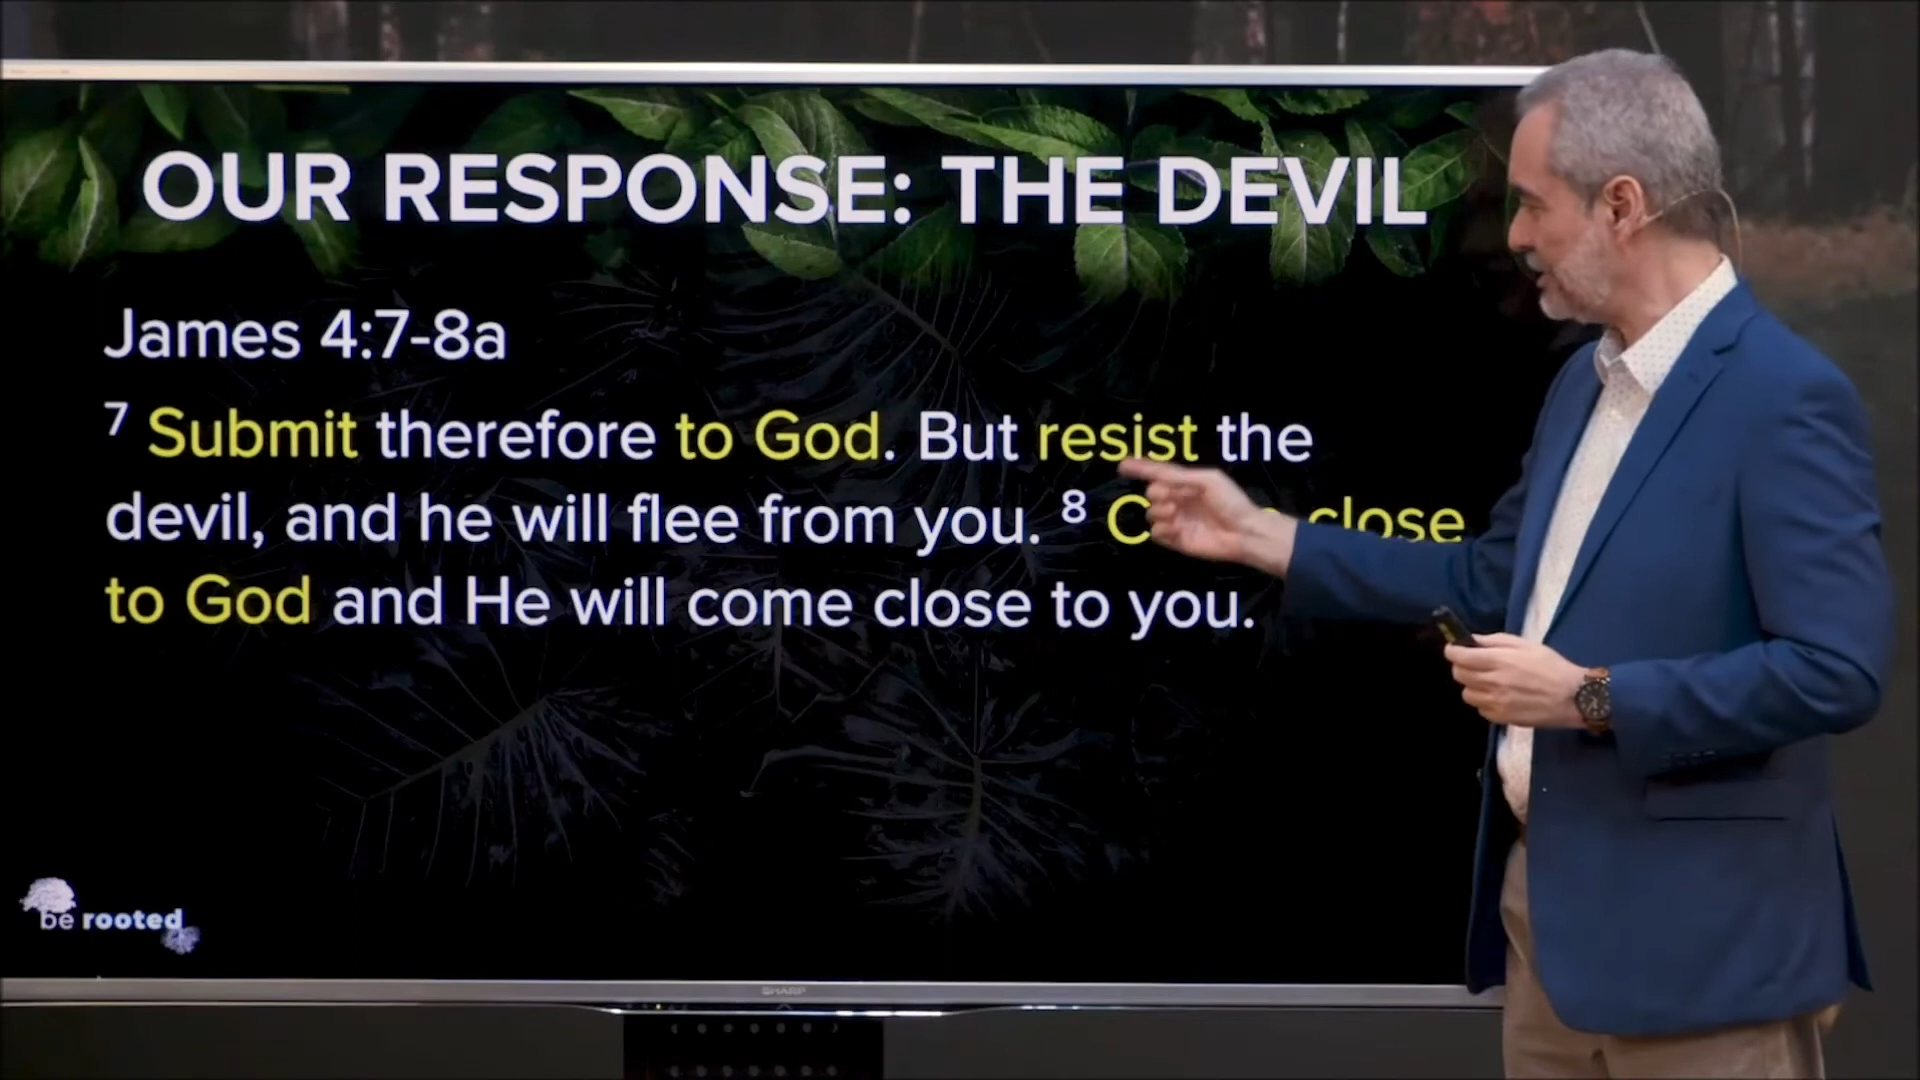 OUR RESPONSE: THE DEVIL
James 4:7-8a
7 Submit therefore to God. But resist the
devil, and he will flee from you. 8 close
to God and He will come close to you.
be rooted
SHARP